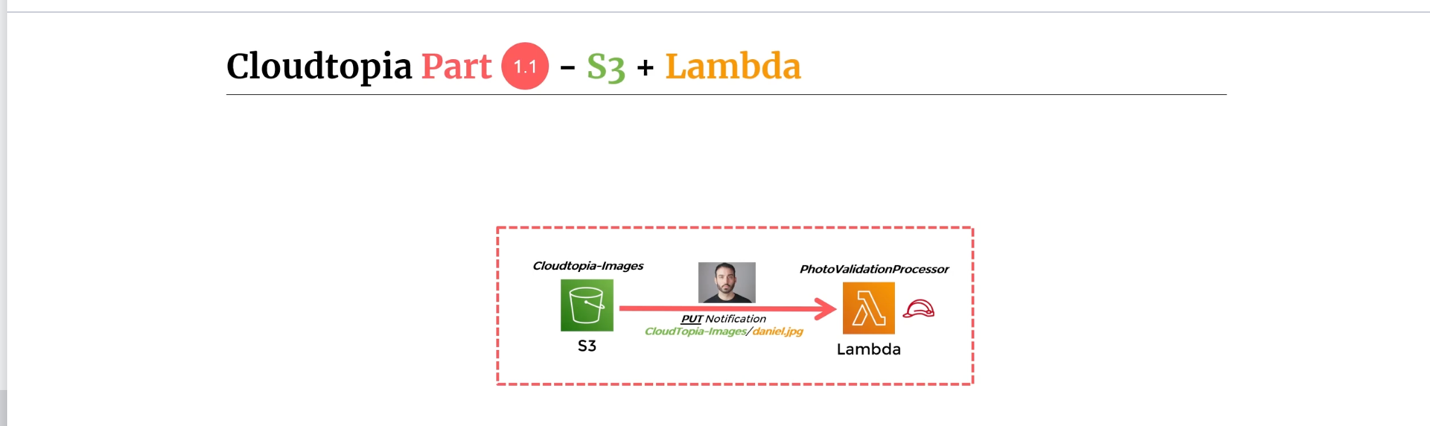 Cloudtopia Part 1.1 - S3 + Lambda
Cloudtopia-Images
PhotoValidationProcessor
PUT Notification
CloudTopia-Images/daniel.jpg
S3
Lambda